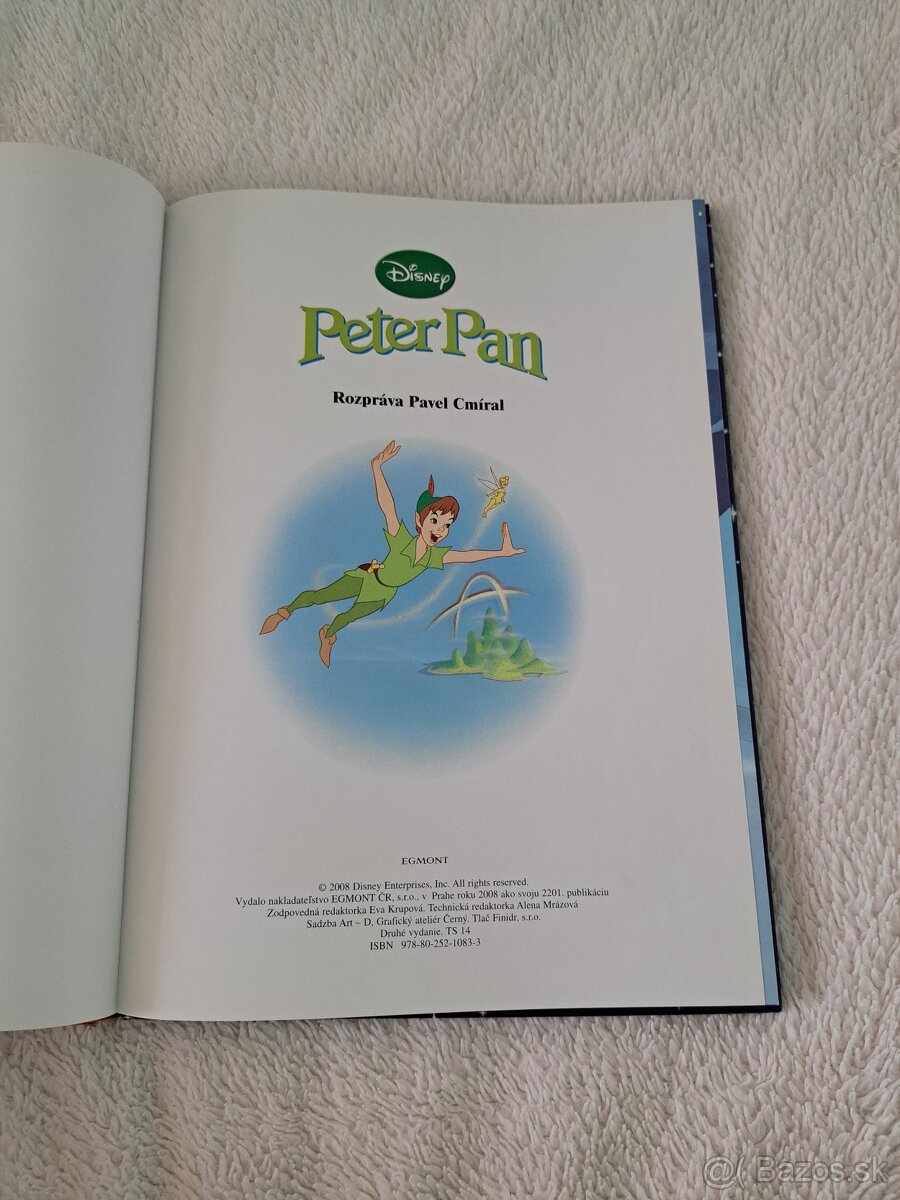 Disney
Peter Pan
Rozpráva Pavel Cmíral
EGMONT
© 2008 Disney Enterprises, Inc. All rights reserved.
Vydalo nakladateľstvo EGMONT ČR, s.r.o., v Prahe roku 2008 ako svoju 2201. publikáciu
Zodpovedná redaktorka Eva Krupová. Technická redaktorka Alena Mrázová
Sadzba Art – D, Grafický ateliér Černý. Tlač Finidr, s.r.o.
Druhé vydanie. TS 14
ISBN 978-80-252-1083-3
@( Bazos.sk